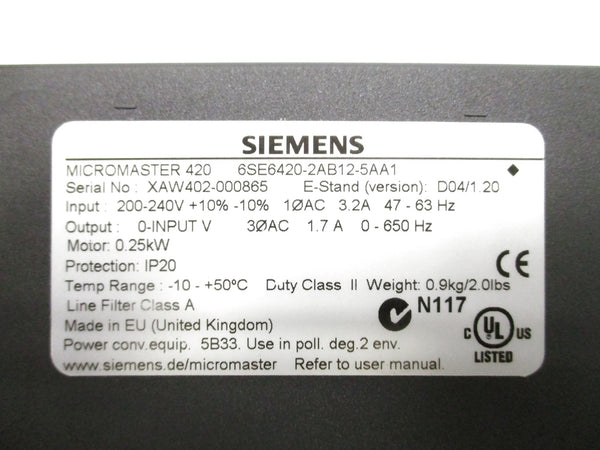 SIEMENS
MICROMASTER 420 6SE6420-2AB12-5AA1
Serial No : XAW402-000865 E-Stand (version): D04/1.20
Input : 200-240V +10% -10% 1ØAC 3.2A 47 - 63 Hz
Output : 0-INPUT V 3ØAC 1.7 A 0 - 650 Hz
Motor: 0.25kW
Protection: IP20
CE
Temp Range : -10 - +50ºC Duty Class II Weight: 0.9kg/2.0lbs
Line Filter Class A
N117
Made in EU (United Kingdom)
C UL US
LISTED
Power conv.equip. 5B33. Use in poll. deg.2 env.
www.siemens.de/micromaster Refer to user manual.